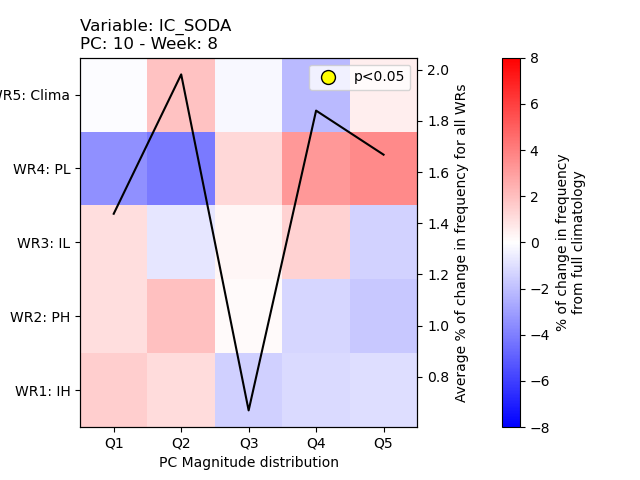 Variable: IC_SODA
PC: 10 - Week: 8
p<0.05
WR5: Clima
WR4: PL
WR3: IL
WR2: PH
WR1: IH
Q1 Q2 Q3 Q4 Q5
PC Magnitude distribution
2.0
1.8
1.6
1.4
1.2
1.0
0.8
Average % of change in frequency for all WRs
8
6
4
2
0
−2
−4
−6
−8
% of change in frequency
from full climatology